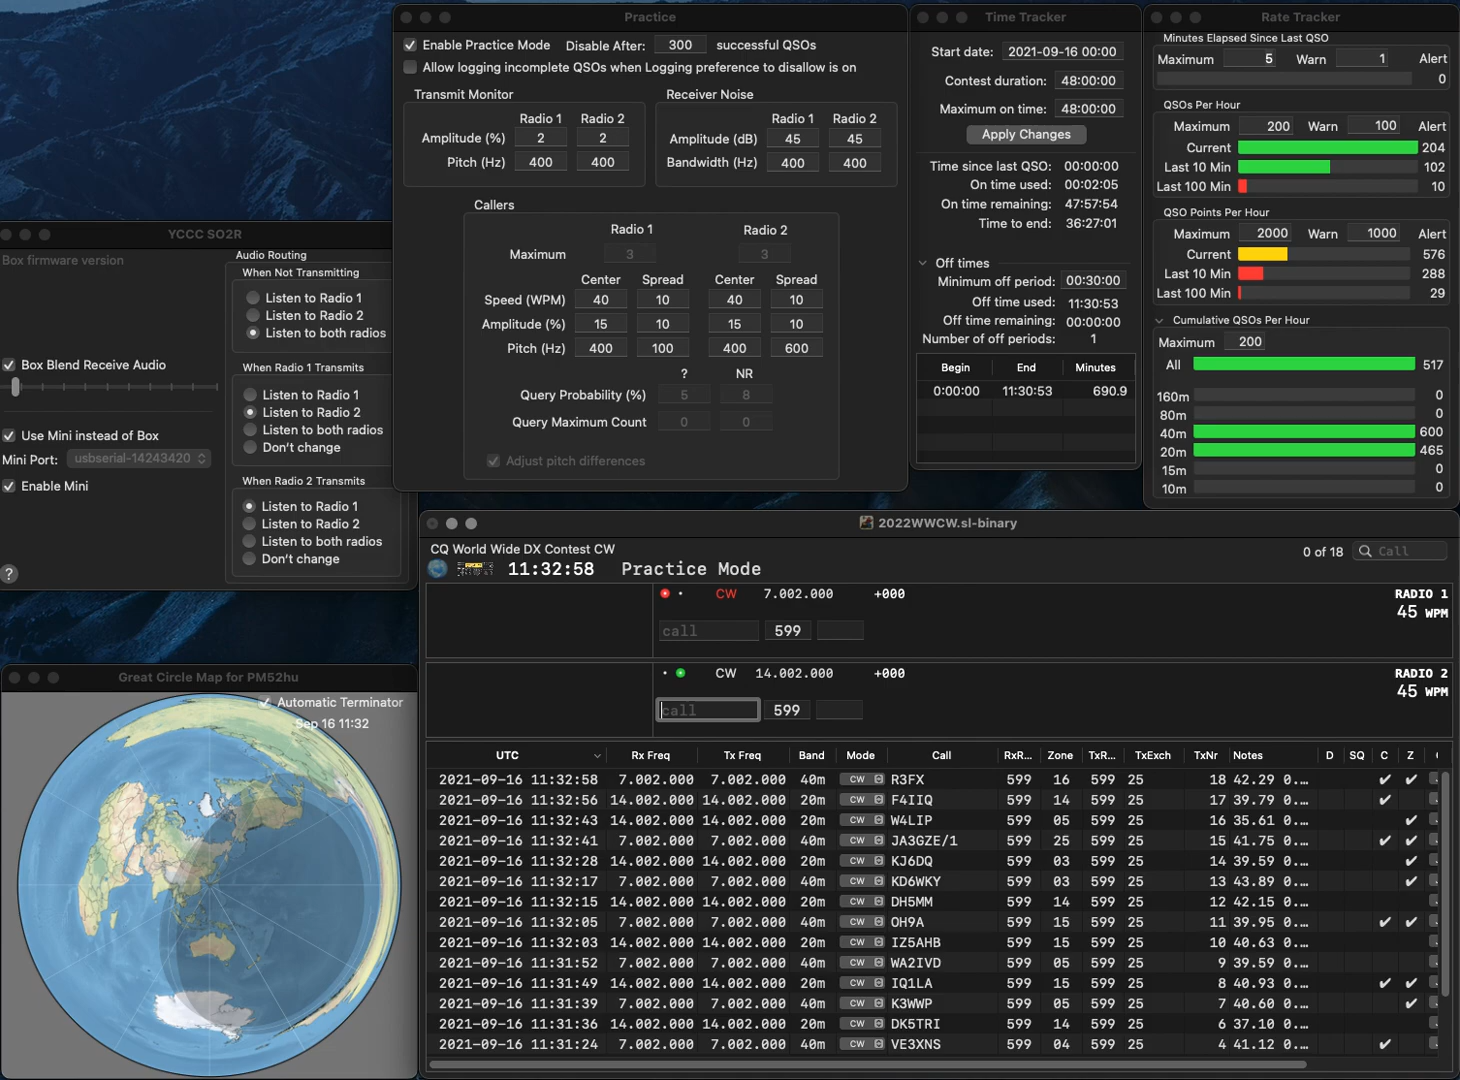 Practice
Enable Practice Mode Disable After: 300 successful QSOs
Allow logging incomplete QSOs when Logging preference to disallow is on
Transmit Monitor
Radio 1 Radio 2
Amplitude (%) 2 2
Pitch (Hz) 400 400
Receiver Noise
Radio 1 Radio 2
Amplitude (dB) 45 45
Bandwidth (Hz) 400 400
Callers
Radio 1 Radio 2
Maximum 3 3
Center Spread Center Spread
Speed (WPM) 40 10 40 10
Amplitude (%) 15 10 15 10
Pitch (Hz) 400 100 400 600
? NR
Query Probability (%) 5 8
Query Maximum Count 0 0
Adjust pitch differences
Time Tracker
Start date: 2021-09-16 00:00
Contest duration: 48:00:00
Maximum on time: 48:00:00
Apply Changes
Time since last QSO: 00:00:00
On time used: 00:02:05
On time remaining: 47:57:54
Time to end: 36:27:01
Off times
Minimum off period: 00:30:00
Off time used: 11:30:53
Off time remaining: 00:00:00
Number of off periods: 1
Begin End Minutes
0:00:00 11:30:53 690.9
Rate Tracker
Minutes Elapsed Since Last QSO
Maximum 5 Warn 1 Alert
0
QSOs Per Hour
Maximum 200 Warn 100 Alert
Current 204
Last 10 Min 102
Last 100 Min 10
QSO Points Per Hour
Maximum 2000 Warn 1000 Alert
Current 576
Last 10 Min 288
Last 100 Min 29
Cumulative QSOs Per Hour
Maximum 200
All 517
160m 0
80m 0
40m 600
20m 465
15m 0
10m 0
YCCC SO2R
Box firmware version
Box Blend Receive Audio
Use Mini instead of Box
Mini Port: usbserial-14243420
Enable Mini
?
Audio Routing
When Not Transmitting
Listen to Radio 1
Listen to Radio 2
Listen to both radios
When Radio 1 Transmits
Listen to Radio 1
Listen to Radio 2
Listen to both radios
Don't change
When Radio 2 Transmits
Listen to Radio 1
Listen to Radio 2
Listen to both radios
Don't change
Great Circle Map for PM52hu
Automatic Terminator
Sep 16 11:32
2022WWCW.sl-binary
CQ World Wide DX Contest CW 0 of 18 Call
11:32:58 Practice Mode
CW 7.002.000 +000 RADIO 1
45 WPM
call 599
CW 14.002.000 +000 RADIO 2
45 WPM
call 599
UTC Rx Freq Tx Freq Band Mode Call RxR... Zone TxR... TxExch TxNr Notes D SQ C Z
2021-09-16 11:32:58 7.002.000 7.002.000 40m CW R3FX 599 16 599 25 18 42.29 0.... ✔ ✔
2021-09-16 11:32:56 14.002.000 14.002.000 20m CW F4IIQ 599 14 599 25 17 39.79 0.... ✔
2021-09-16 11:32:43 14.002.000 14.002.000 20m CW W4LIP 599 05 599 25 16 35.61 0.... ✔
2021-09-16 11:32:41 7.002.000 7.002.000 40m CW JA3GZE/1 599 25 599 25 15 41.75 0.... ✔ ✔
2021-09-16 11:32:28 14.002.000 14.002.000 20m CW KJ6DQ 599 03 599 25 14 39.59 0.... ✔
2021-09-16 11:32:17 7.002.000 7.002.000 40m CW KD6WKY 599 03 599 25 13 43.89 0.... ✔
2021-09-16 11:32:15 14.002.000 14.002.000 20m CW DH5MM 599 14 599 25 12 42.15 0....
2021-09-16 11:32:05 7.002.000 7.002.000 40m CW OH9A 599 15 599 25 11 39.95 0.... ✔ ✔
2021-09-16 11:32:03 14.002.000 14.002.000 20m CW IZ5AHB 599 15 599 25 10 40.63 0....
2021-09-16 11:31:52 7.002.000 7.002.000 40m CW WA2IVD 599 05 599 25 9 39.59 0....
2021-09-16 11:31:49 14.002.000 14.002.000 20m CW IQ1LA 599 15 599 25 8 40.93 0.... ✔ ✔
2021-09-16 11:31:39 7.002.000 7.002.000 40m CW K3WWP 599 05 599 25 7 40.60 0.... ✔
2021-09-16 11:31:36 14.002.000 14.002.000 20m CW DK5TRI 599 14 599 25 6 37.10 0....
2021-09-16 11:31:24 7.002.000 7.002.000 40m CW VE3XNS 599 04 599 25 4 41.12 0.... ✔